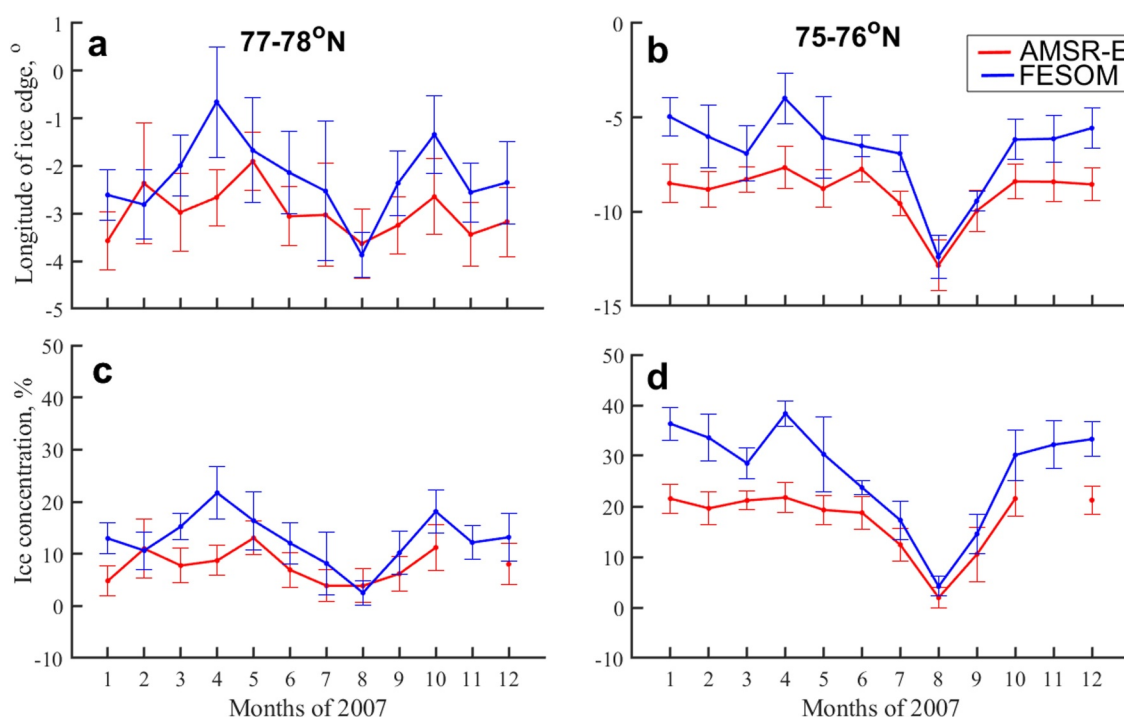 a
77-78°N
Longitude of ice edge, °
1
0
-1
-2
-3
-4
-5
b
75-76°N
0
-5
-10
-15
AMSR-E
FESOM
c
Ice concentration, %
50
40
30
20
10
0
-10
1 2 3 4 5 6 7 8 9 10 11 12
Months of 2007
d
50
40
30
20
10
0
-10
1 2 3 4 5 6 7 8 9 10 11 12
Months of 2007